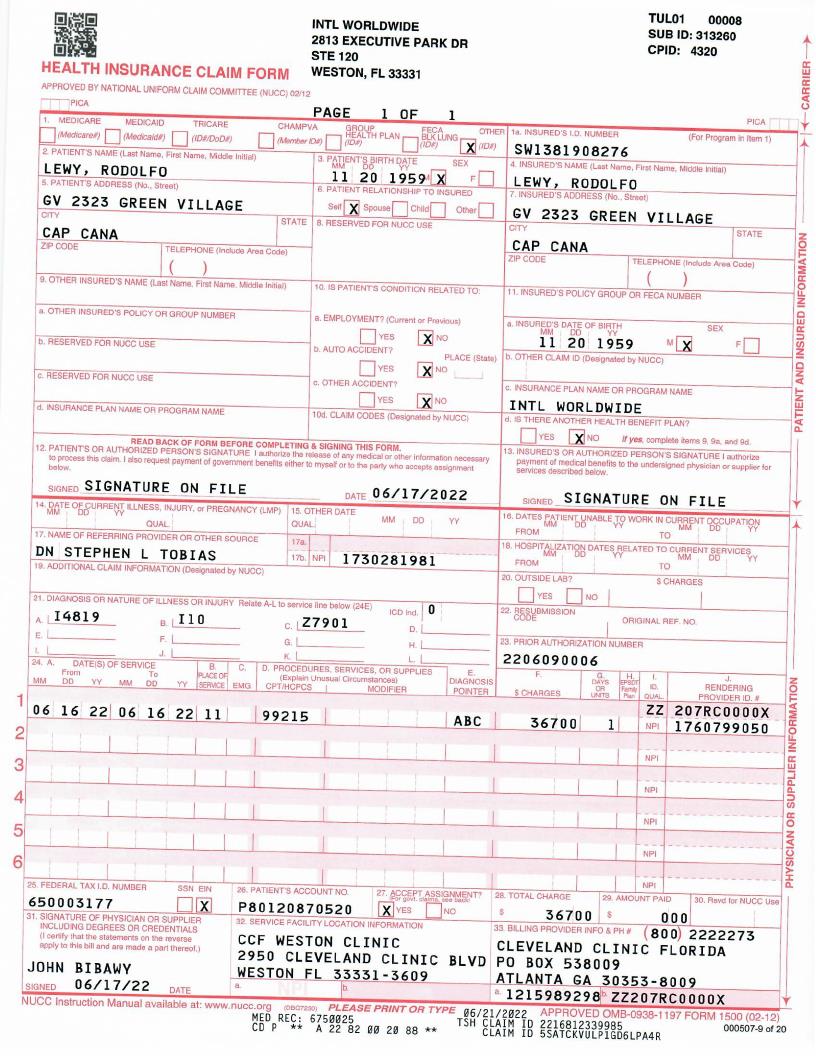 INTL WORLDWIDE
2813 EXECUTIVE PARK DR
STE 120
WESTON, FL 33331
TUL01 00008
SUB ID: 313260
CPID: 4320
HEALTH INSURANCE CLAIM FORM
APPROVED BY NATIONAL UNIFORM CLAIM COMMITTEE (NUCC) 02/12
PICA
PAGE 1 OF 1
PICA
CARRIER
1. MEDICARE MEDICAID TRICARE CHAMPVA GROUP HEALTH PLAN FECA BLK LUNG OTHER
(Medicare#) (Medicaid#) (ID#/DoD#) (Member ID#) (ID#) (ID#) X (ID#)
1a. INSURED'S I.D. NUMBER (For Program in Item 1)
SW1381908276
2. PATIENT'S NAME (Last Name, First Name, Middle Initial)
LEWY, RODOLFO
3. PATIENT'S BIRTH DATE SEX
MM DD YY
11 20 1959 M X F
4. INSURED'S NAME (Last Name, First Name, Middle Initial)
LEWY, RODOLFO
5. PATIENT'S ADDRESS (No., Street)
GV 2323 GREEN VILLAGE
6. PATIENT RELATIONSHIP TO INSURED
Self X Spouse Child Other
7. INSURED'S ADDRESS (No., Street)
GV 2323 GREEN VILLAGE
CITY STATE
CAP CANA
8. RESERVED FOR NUCC USE
CITY STATE
CAP CANA
ZIP CODE TELEPHONE (Include Area Code)
( )
ZIP CODE TELEPHONE (Include Area Code)
( )
9. OTHER INSURED'S NAME (Last Name, First Name, Middle Initial)
10. IS PATIENT'S CONDITION RELATED TO:
11. INSURED'S POLICY GROUP OR FECA NUMBER
a. OTHER INSURED'S POLICY OR GROUP NUMBER
a. EMPLOYMENT? (Current or Previous)
YES X NO
a. INSURED'S DATE OF BIRTH SEX
MM DD YY
11 20 1959 M X F
b. RESERVED FOR NUCC USE
b. AUTO ACCIDENT? PLACE (State)
YES X NO
b. OTHER CLAIM ID (Designated by NUCC)
c. RESERVED FOR NUCC USE
c. OTHER ACCIDENT?
YES X NO
c. INSURANCE PLAN NAME OR PROGRAM NAME
INTL WORLDWIDE
d. INSURANCE PLAN NAME OR PROGRAM NAME
10d. CLAIM CODES (Designated by NUCC)
d. IS THERE ANOTHER HEALTH BENEFIT PLAN?
YES X NO If yes, complete items 9, 9a, and 9d.
READ BACK OF FORM BEFORE COMPLETING & SIGNING THIS FORM.
12. PATIENT'S OR AUTHORIZED PERSON'S SIGNATURE I authorize the release of any medical or other information necessary
to process this claim. I also request payment of government benefits either to myself or to the party who accepts assignment
below.
SIGNED SIGNATURE ON FILE DATE 06/17/2022
13. INSURED'S OR AUTHORIZED PERSON'S SIGNATURE I authorize
payment of medical benefits to the undersigned physician or supplier for
services described below.
SIGNED SIGNATURE ON FILE
PATIENT AND INSURED INFORMATION
14. DATE OF CURRENT ILLNESS, INJURY, or PREGNANCY (LMP)
MM DD YY
QUAL.
15. OTHER DATE
QUAL. MM DD YY
16. DATES PATIENT UNABLE TO WORK IN CURRENT OCCUPATION
MM DD YY MM DD YY
FROM TO
17. NAME OF REFERRING PROVIDER OR OTHER SOURCE
DN STEPHEN L TOBIAS
17a.
17b. NPI 1730281981
18. HOSPITALIZATION DATES RELATED TO CURRENT SERVICES
MM DD YY MM DD YY
FROM TO
19. ADDITIONAL CLAIM INFORMATION (Designated by NUCC)
20. OUTSIDE LAB? $ CHARGES
YES NO
21. DIAGNOSIS OR NATURE OF ILLNESS OR INJURY Relate A-L to service line below (24E) ICD Ind. 0
A. I4819 B. I10 C. Z7901 D.
E. F. G. H.
I. J. K. L.
22. RESUBMISSION CODE ORIGINAL REF. NO.
23. PRIOR AUTHORIZATION NUMBER
2206090006
24. A. DATE(S) OF SERVICE B. C. D. PROCEDURES, SERVICES, OR SUPPLIES E. F. G. H. I. J.
From To PLACE OF (Explain Unusual Circumstances) DIAGNOSIS DAYS OR EPSDT Family ID. RENDERING
MM DD YY MM DD YY SERVICE EMG CPT/HCPCS MODIFIER POINTER $ CHARGES UNITS Plan QUAL. PROVIDER ID. #
1 ZZ 207RC0000X
06 16 22 06 16 22 11 99215 ABC 36700 1 NPI 1760799050
2 NPI
3 NPI
4 NPI
5 NPI
6 NPI
PHYSICIAN OR SUPPLIER INFORMATION
25. FEDERAL TAX I.D. NUMBER SSN EIN
650003177 X
26. PATIENT'S ACCOUNT NO.
P80120870520
27. ACCEPT ASSIGNMENT?
(For govt. claims, see back)
X YES NO
28. TOTAL CHARGE
$ 36700
29. AMOUNT PAID
$ 000
30. Rsvd for NUCC Use
31. SIGNATURE OF PHYSICIAN OR SUPPLIER
INCLUDING DEGREES OR CREDENTIALS
(I certify that the statements on the reverse
apply to this bill and are made a part thereof.)
JOHN BIBAWY
SIGNED 06/17/22 DATE
32. SERVICE FACILITY LOCATION INFORMATION
CCF WESTON CLINIC
2950 CLEVELAND CLINIC BLVD
WESTON FL 33331-3609
a. NPI b.
33. BILLING PROVIDER INFO & PH # (800) 2222273
CLEVELAND CLINIC FLORIDA
PO BOX 538009
ATLANTA GA 30353-8009
a. 1215989298 b. ZZ207RC0000X
NUCC Instruction Manual available at: www.nucc.org PLEASE PRINT OR TYPE APPROVED OMB-0938-1197 FORM 1500 (02-12)
MED REC: 6750025 06/21/2022
TSH CLAIM ID 2216812339985
CD P ** A 22 82 00 20 88 ** CLAIM ID 5SATCKVULP1GD6LPA4R
000507-9 of 20